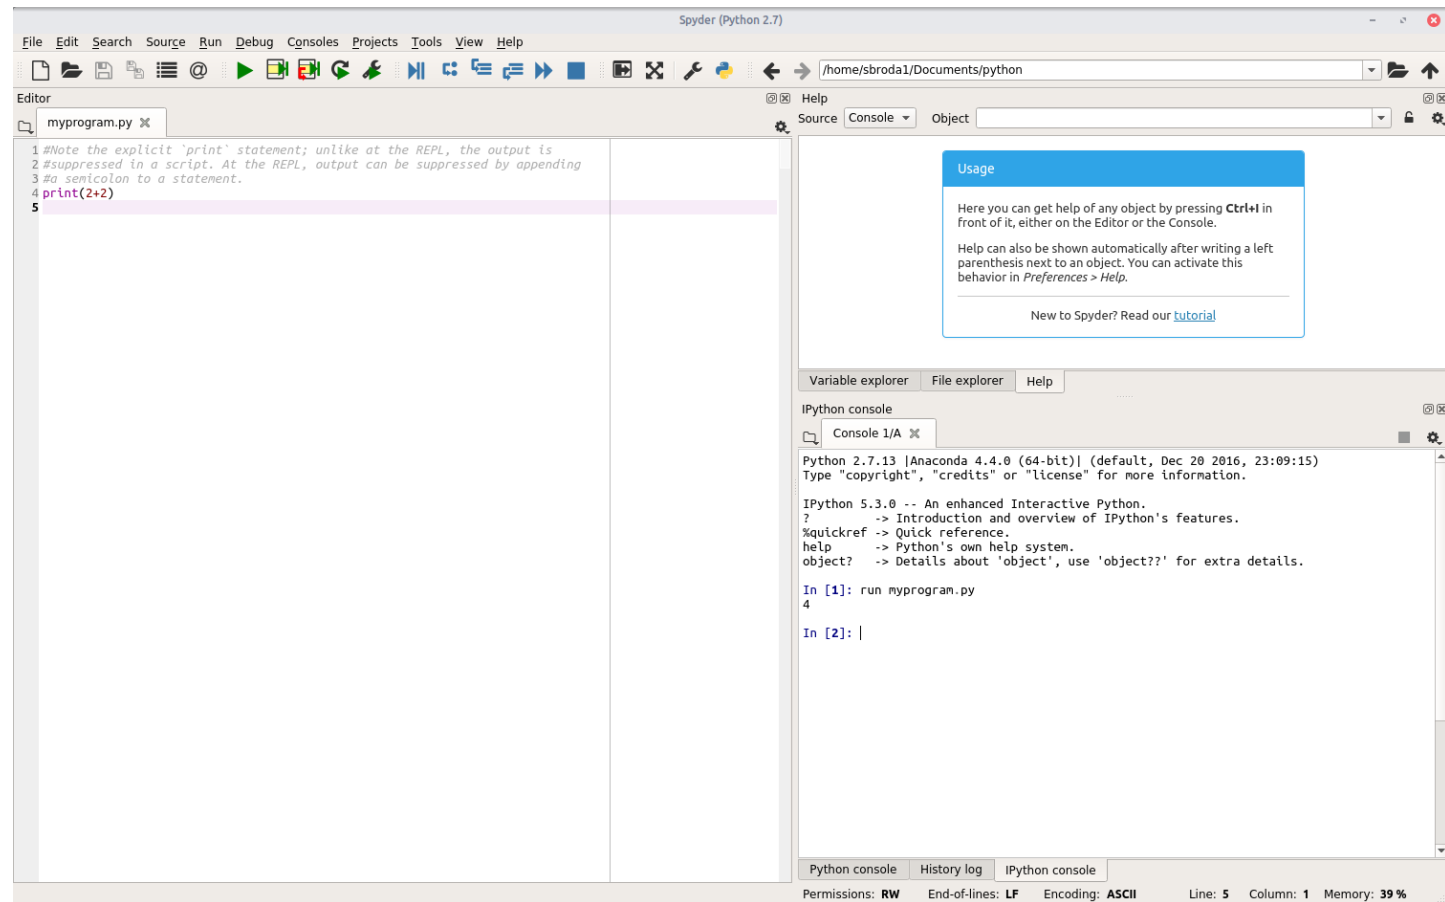 Spyder (Python 2.7)
File Edit Search Source Run Debug Consoles Projects Tools View Help
/home/sbroda1/Documents/python
Editor
myprogram.py
1 #Note the explicit `print` statement; unlike at the REPL, the output is
2 #suppressed in a script. At the REPL, output can be suppressed by appending
3 #a semicolon to a statement.
4 print(2+2)
5
Help
Source Console Object
Usage
Here you can get help of any object by pressing Ctrl+I in
front of it, either on the Editor or the Console.
Help can also be shown automatically after writing a left
parenthesis next to an object. You can activate this
behavior in Preferences > Help.
New to Spyder? Read our tutorial
Variable explorer File explorer Help
IPython console
Console 1/A
Python 2.7.13 |Anaconda 4.4.0 (64-bit)| (default, Dec 20 2016, 23:09:15)
Type "copyright", "credits" or "license" for more information.
IPython 5.3.0 -- An enhanced Interactive Python.
? -> Introduction and overview of IPython's features.
%quickref -> Quick reference.
help -> Python's own help system.
object? -> Details about 'object', use 'object??' for extra details.
In [1]: run myprogram.py
4
In [2]:
Python console History log IPython console
Permissions: RW End-of-lines: LF Encoding: ASCII Line: 5 Column: 1 Memory: 39 %